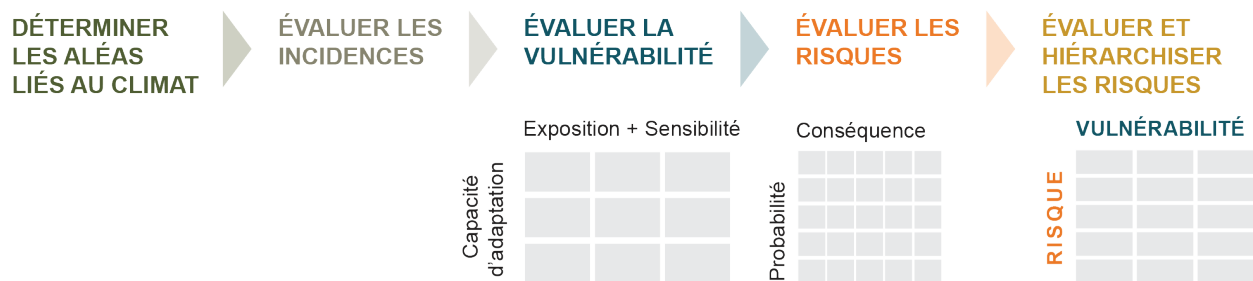 DÉTERMINER
LES ALÉAS
LIÉS AU CLIMAT
ÉVALUER LES
INCIDENCES
ÉVALUER LA
VULNÉRABILITÉ
Exposition + Sensibilité
Capacité
d'adaptation
ÉVALUER LES
RISQUES
Conséquence
Probabilité
ÉVALUER ET
HIÉRARCHISER
LES RISQUES
VULNÉRABILITÉ
RISQUE